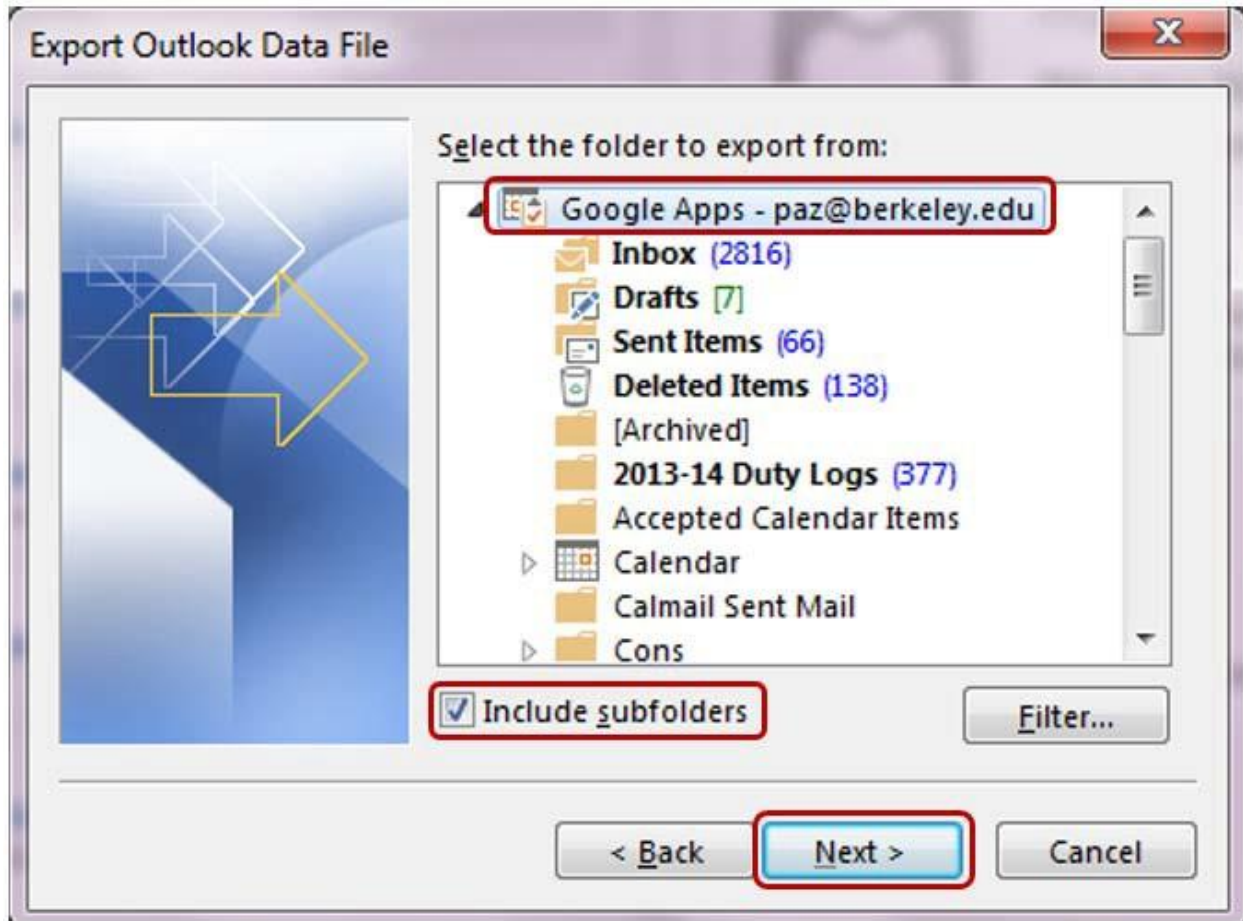 Export Outlook Data File
Select the folder to export from:
Google Apps - paz@berkeley.edu
Inbox (2816)
Drafts [7]
Sent Items (66)
Deleted Items (138)
[Archived]
2013-14 Duty Logs (377)
Accepted Calendar Items
Calendar
Calmail Sent Mail
Cons
Include subfolders
Filter...
< Back
Next >
Cancel